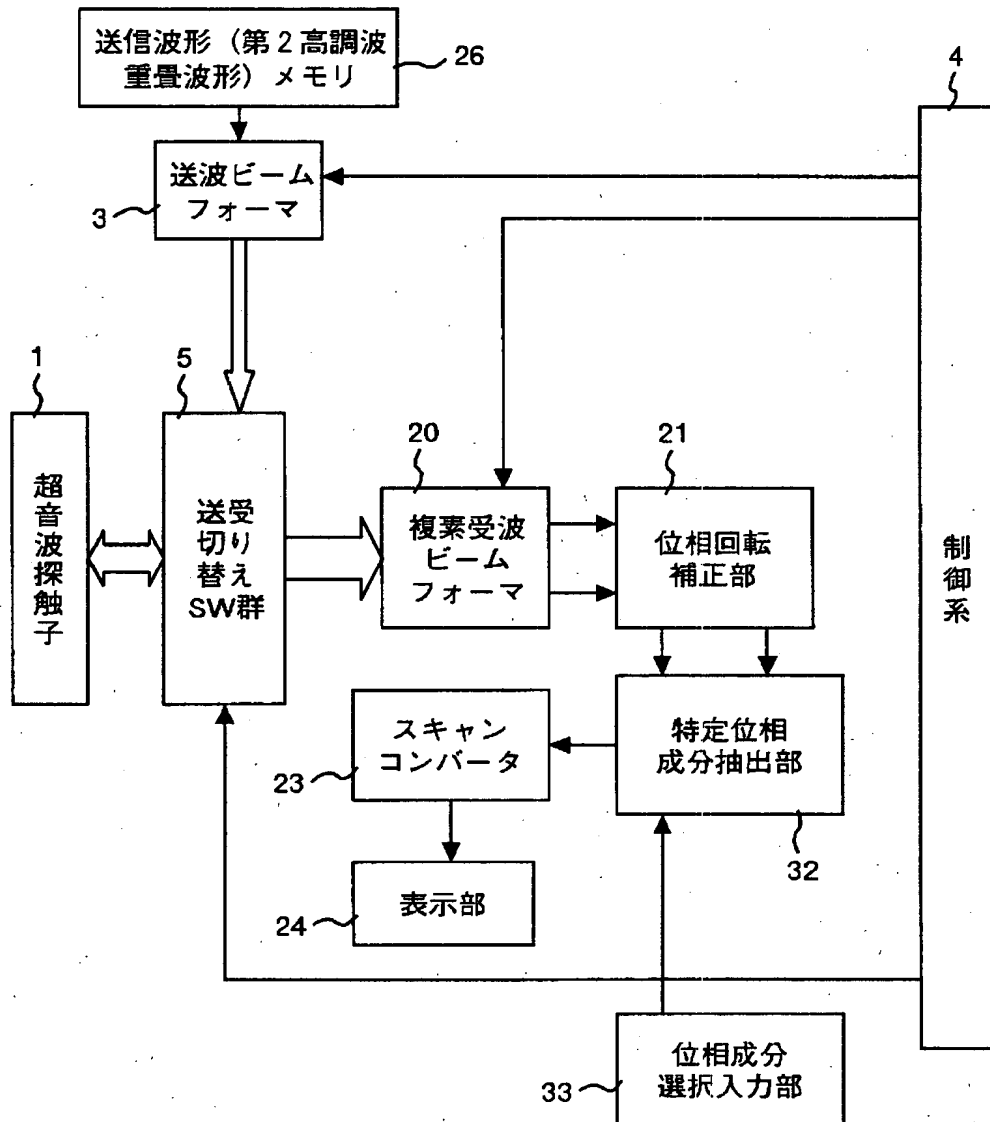 送信波形（第２高調波
重畳波形）メモリ
26
4
送波ビーム
フォーマ
3
1
5
超音波探触子
送受
切り
替え
SW群
20
複素受波
ビーム
フォーマ
21
位相回転
補正部
制御系
スキャン
コンバータ
23
特定位相
成分抽出部
32
表示部
24
位相成分
選択入力部
33